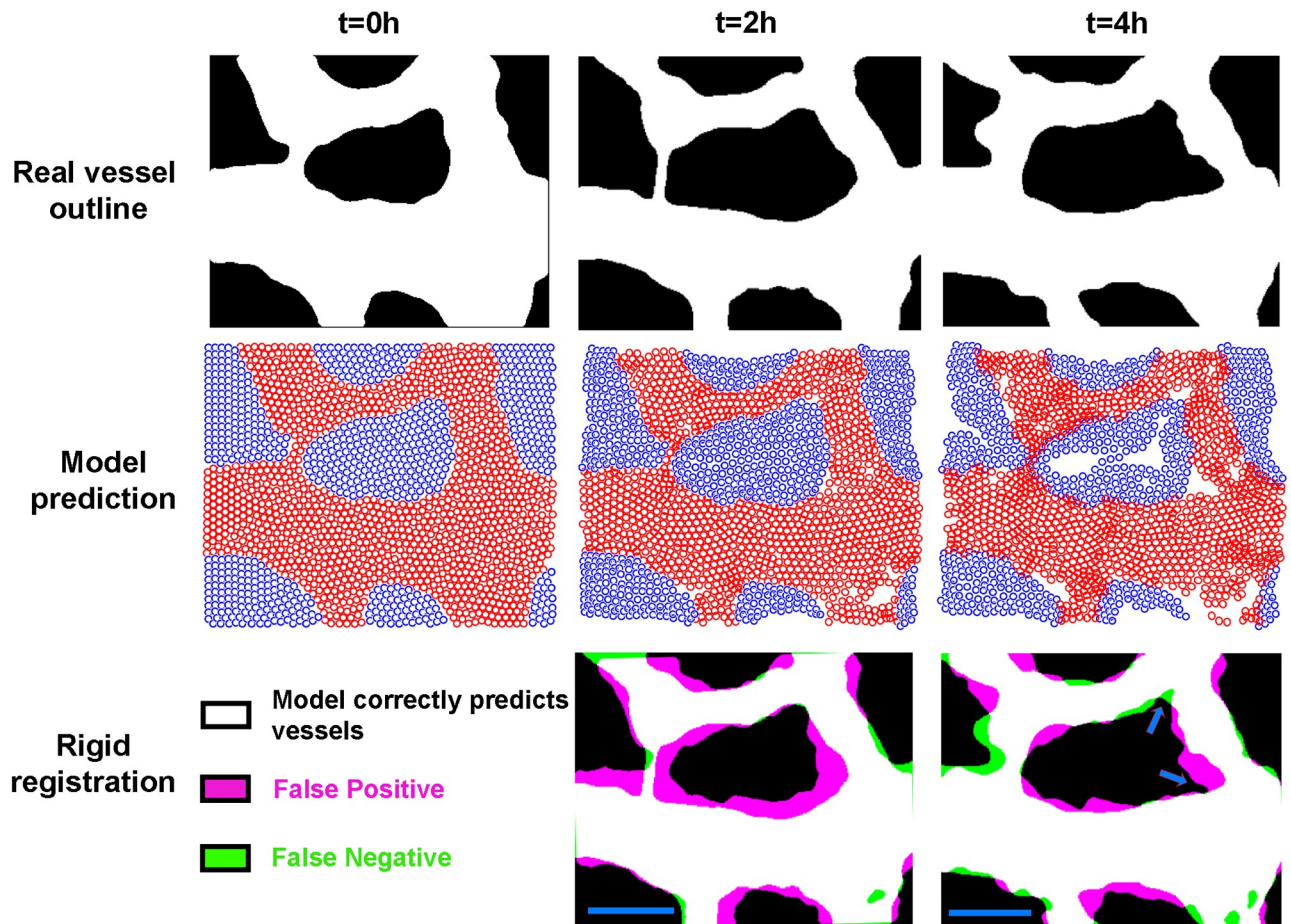 t=0h
t=2h
t=4h
Real vessel
outline
Model
prediction
Rigid
registration
Model correctly predicts
vessels
False Positive
False Negative